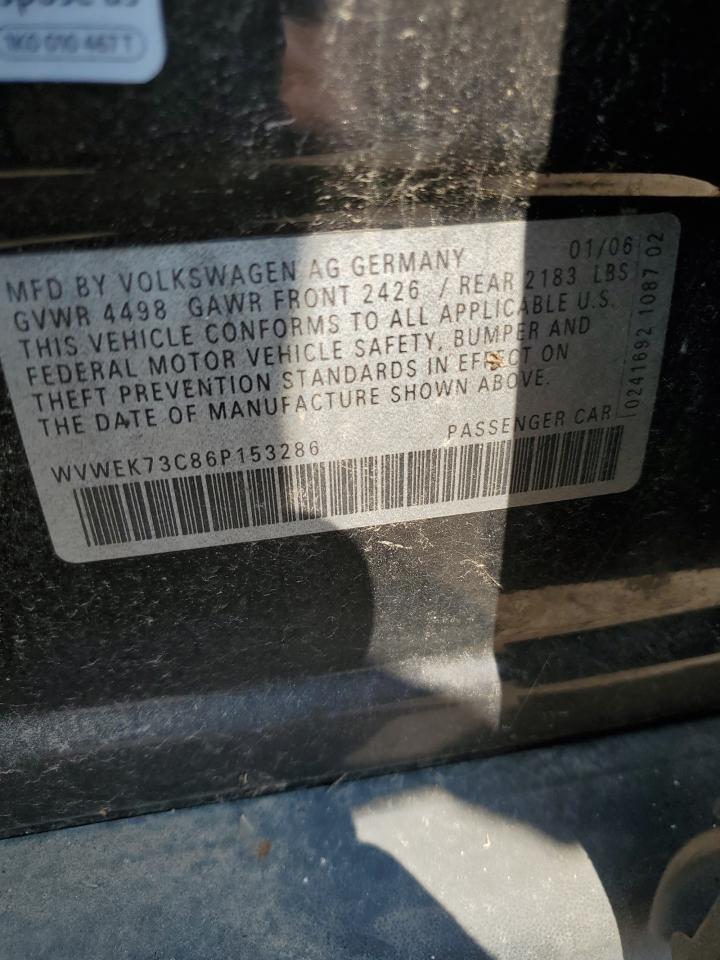 1K0 010 467 T
MFD BY VOLKSWAGEN AG GERMANY 01/06
GVWR 4498 GAWR FRONT 2426 / REAR 2183 LBS
THIS VEHICLE CONFORMS TO ALL APPLICABLE U.S.
FEDERAL MOTOR VEHICLE SAFETY, BUMPER AND
THEFT PREVENTION STANDARDS IN EFFECT ON
THE DATE OF MANUFACTURE SHOWN ABOVE.
WVWEK73C86P153286 PASSENGER CAR
0241692 1087 02